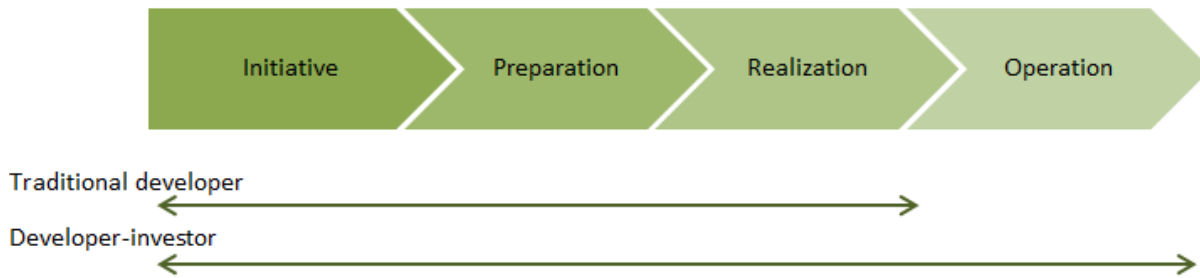 Initiative
Preparation
Realization
Operation
Traditional developer
Developer-investor